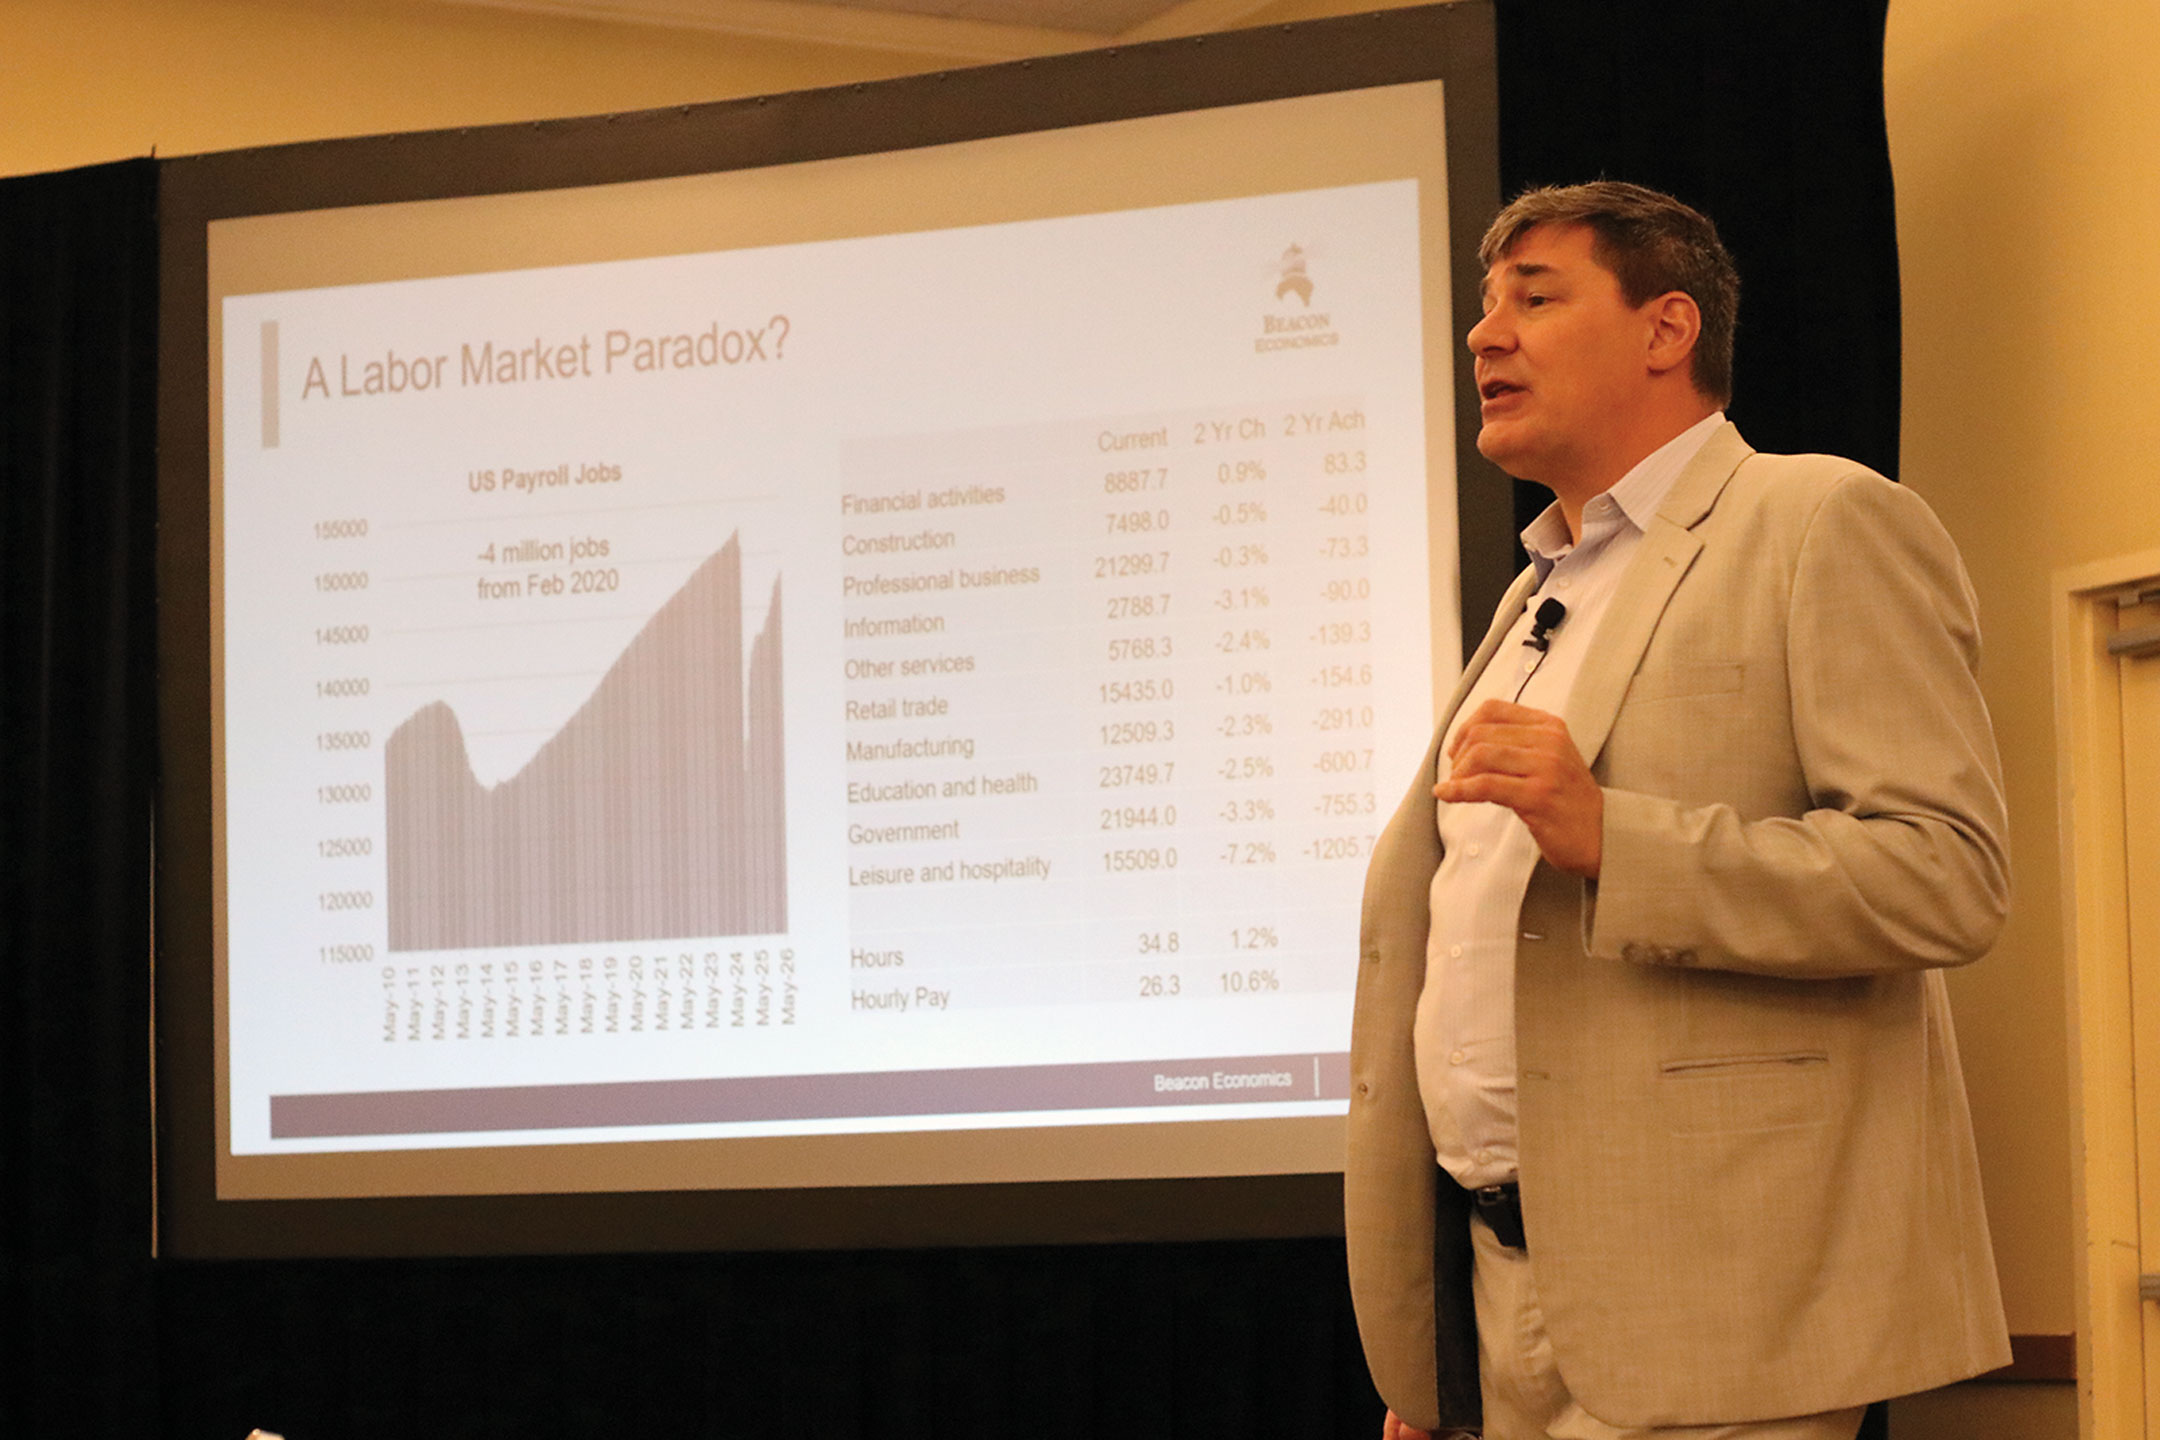 A Labor Market Paradox?
BEACON
ECONOMICS
US Payroll Jobs
-4 million jobs
from Feb 2020
155000
150000
145000
140000
135000
130000
125000
120000
115000
May-10
May-11
May-12
May-13
May-14
May-15
May-16
May-17
May-18
May-19
May-20
May-21
May-22
May-23
May-24
May-25
May-26
Current 2 Yr Ch 2 Yr Ach
Financial activities 8887.7 0.9% 83.3
Construction 7498.0 -0.5% -40.0
Professional business 21299.7 -0.3% -73.3
Information 2788.7 -3.1% -90.0
Other services 5768.3 -2.4% -139.3
Retail trade 15435.0 -1.0% -154.6
Manufacturing 12509.3 -2.3% -291.0
Education and health 23749.7 -2.5% -600.7
Government 21944.0 -3.3% -755.3
Leisure and hospitality 15509.0 -7.2% -1205.7
Hours 34.8 1.2%
Hourly Pay 26.3 10.6%
Beacon Economics